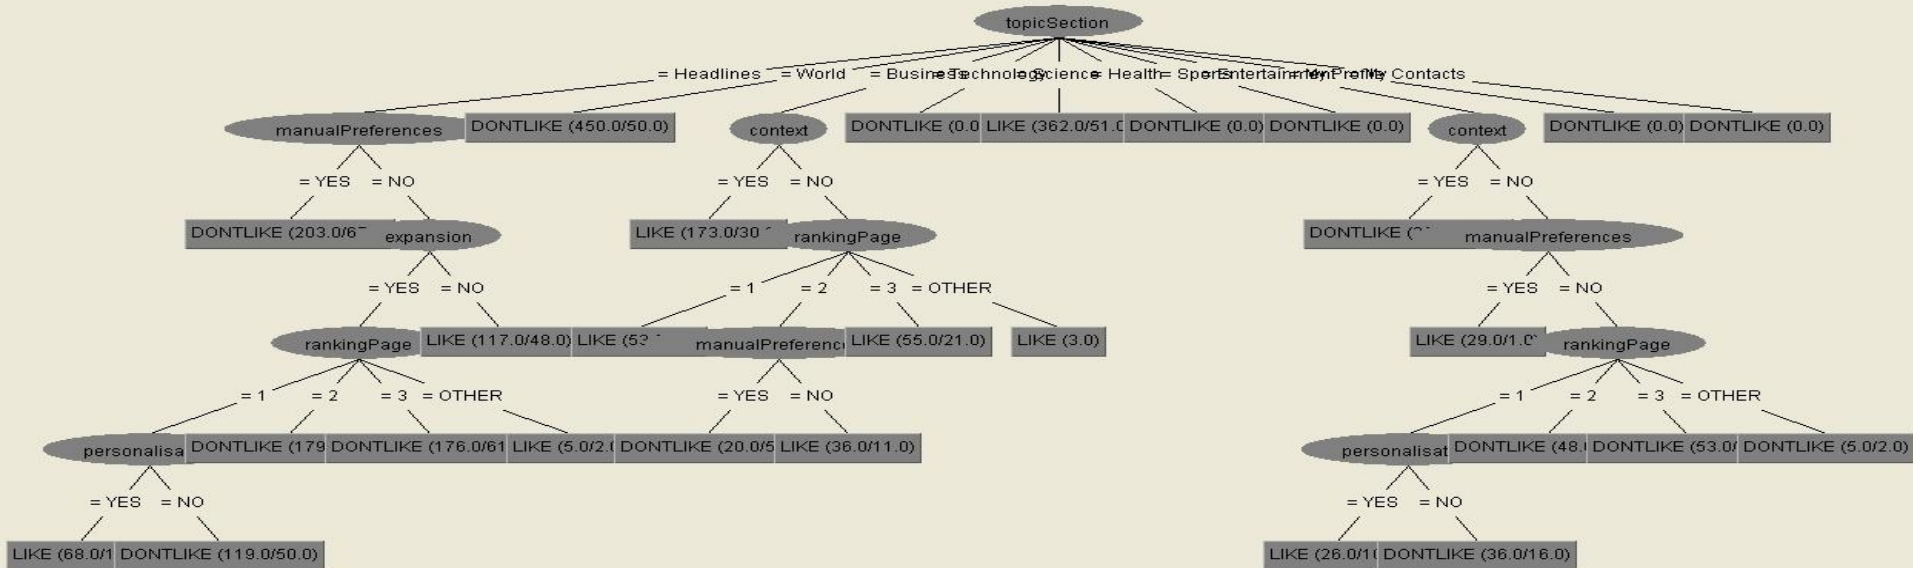 topicSection
= Headlines = World = Business = Technology = Science = Health = Sports = Entertainment = My Profile = My Contacts
manualPreferences DONTLIKE (450.0/50.0) context DONTLIKE (0.0 LIKE (362.0/51.0 DONTLIKE (0.0) DONTLIKE (0.0) context DONTLIKE (0.0) DONTLIKE (0.0)
= YES = NO = YES = NO = YES = NO
DONTLIKE (203.0/6 expansion LIKE (173.0/30 rankingPage DONTLIKE ( manualPreferences
= YES = NO = 1 = 2 = 3 = OTHER = YES = NO
rankingPage LIKE (117.0/48.0) LIKE (53 manualPreferenc LIKE (55.0/21.0) LIKE (3.0) LIKE (29.0/1.0 rankingPage
= 1 = 2 = 3 = OTHER = YES = NO = 1 = 2 = 3 = OTHER
personalisa DONTLIKE (179 DONTLIKE (176.0/61 LIKE (5.0/2. DONTLIKE (20.0/5 LIKE (36.0/11.0) personalisat DONTLIKE (48. DONTLIKE (53.0/ DONTLIKE (5.0/2.0)
= YES = NO = YES = NO
LIKE (68.0/1 DONTLIKE (119.0/50.0) LIKE (26.0/1 DONTLIKE (36.0/16.0)